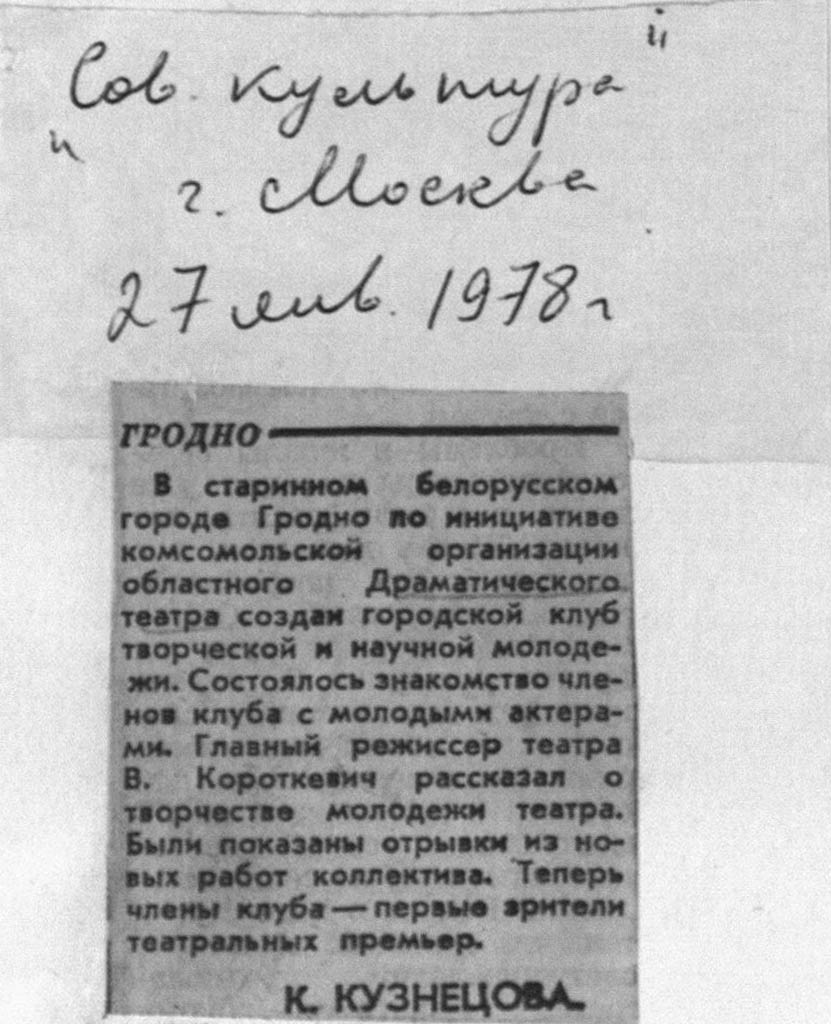 "Сов. культура"
г. Москва
27 янв. 1978 г
ГРОДНО
В старинном белорусском
городе Гродно по инициативе
комсомольской организации
областного Драматического
театра создан городской клуб
творческой и научной молоде-
жи. Состоялось знакомство чле-
нов клуба с молодыми актера-
ми. Главный режиссер театра
В. Короткевич рассказал о
творчестве молодежи театра.
Были показаны отрывки из но-
вых работ коллектива. Теперь
члены клуба — первые зрители
театральных премьер.
К. КУЗНЕЦОВА.